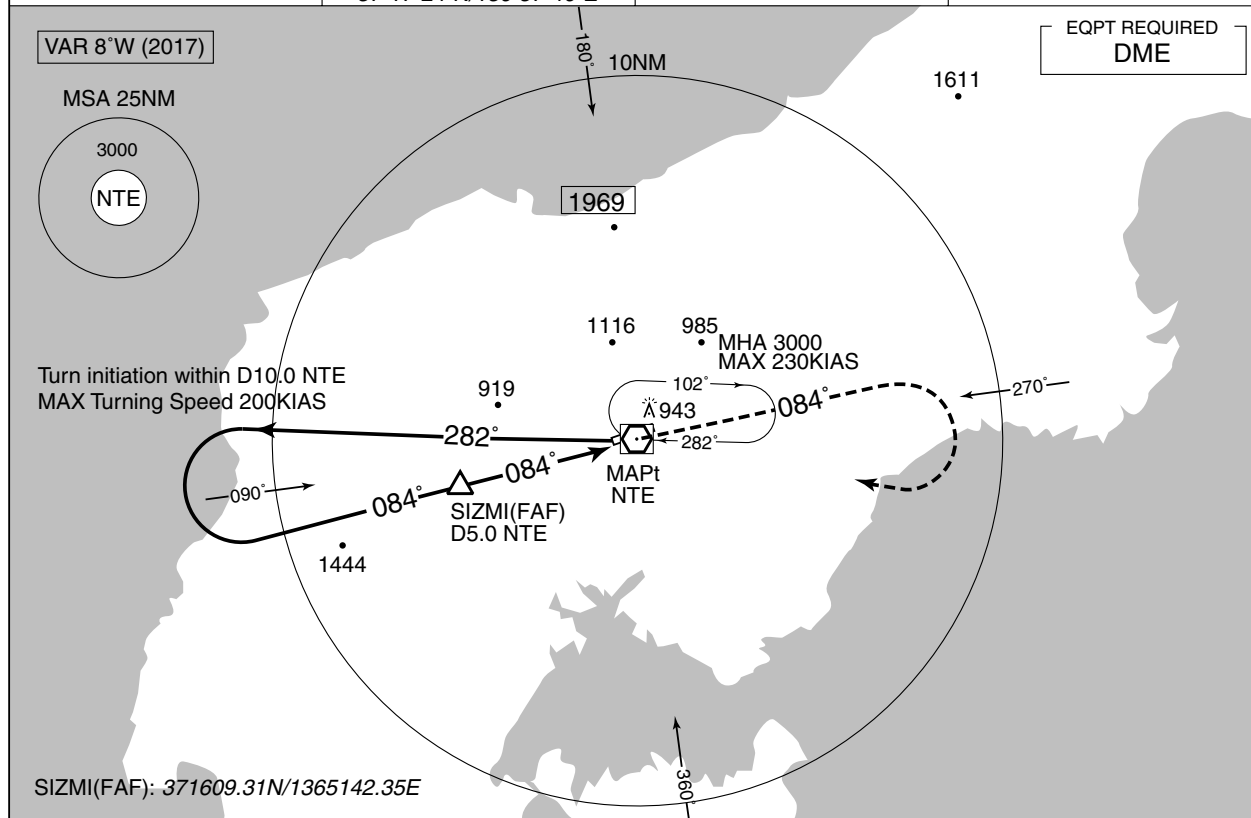 VAR 8°W (2017)
EQPT REQUIRED
DME
180°
10NM
1611
MSA 25NM
3000
NTE
1969
1116
985
MHA 3000
MAX 230KIAS
Turn initiation within D10.0 NTE
MAX Turning Speed 200KIAS
919
102°
943
084°
270°
282°
282°
MAPt
NTE
084°
084°
090°
SIZMI(FAF)
D5.0 NTE
1444
360°
SIZMI(FAF): 371609.31N/1365142.35E